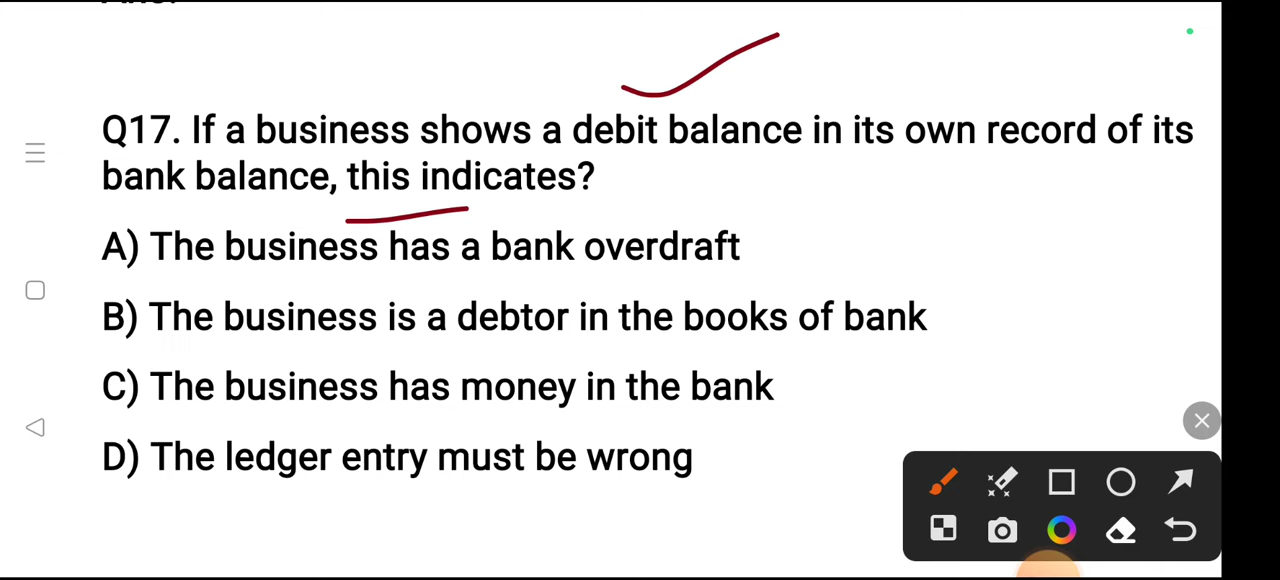 Q17. If a business shows a debit balance in its own record of its
bank balance, this indicates?
A) The business has a bank overdraft
B) The business is a debtor in the books of bank
C) The business has money in the bank
D) The ledger entry must be wrong